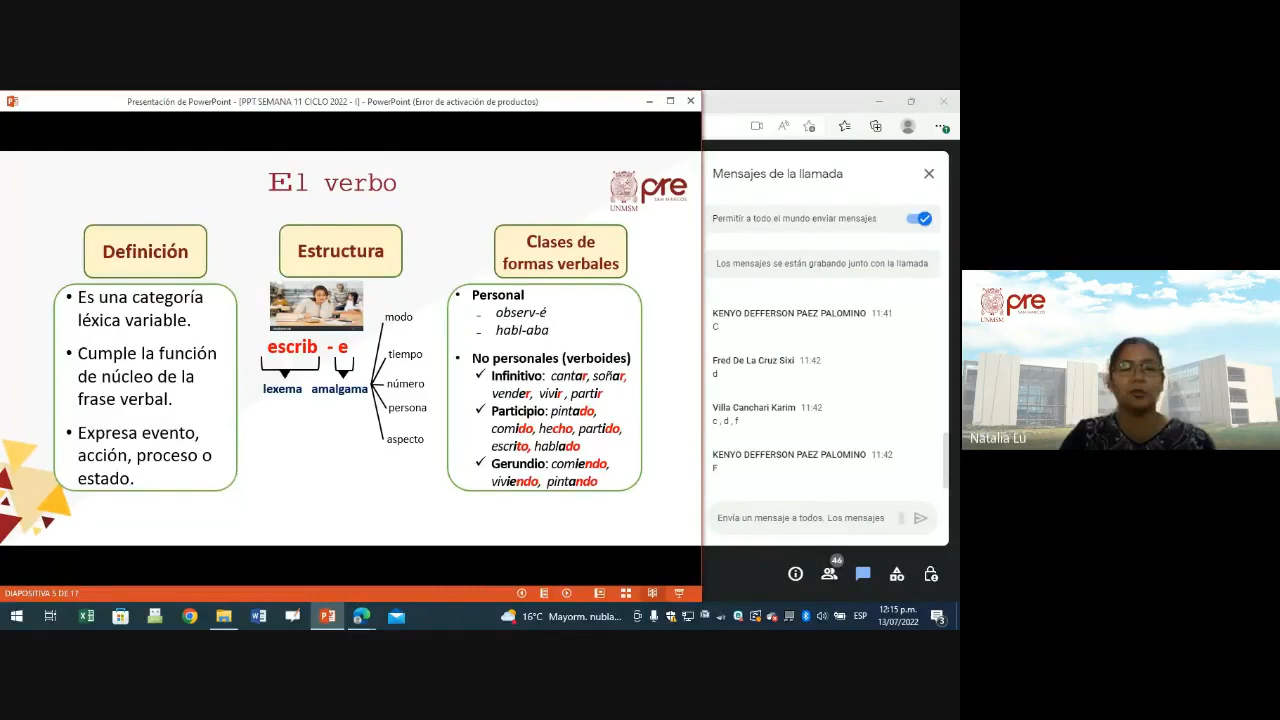 Presentación de PowerPoint - [PPT SEMANA 11 CICLO 2022 - I] - PowerPoint (Error de activación de productos)
El verbo
UNMSM
pre
SAN MARCOS
Definición
• Es una categoría
léxica variable.
• Cumple la función
de núcleo de la
frase verbal.
• Expresa evento,
acción, proceso o
estado.
Estructura
escrib - e
lexema
amalgama
modo
tiempo
número
persona
aspecto
Clases de
formas verbales
• Personal
- observ-é
- habl-aba
• No personales (verboides)
✓ Infinitivo: cantar, soñar,
vender, vivir , partir
✓ Participio: pintado,
comido, hecho, partido,
escrito, hablado
✓ Gerundio: comiendo,
viviendo, pintando
DIAPOSITIVA 5 DE 17
Mensajes de la llamada
Permitir a todo el mundo enviar mensajes
Los mensajes se están grabando junto con la llamada
KENYO DEFFERSON PAEZ PALOMINO 11:41
C
Fred De La Cruz Sixi 11:42
d
Villa Canchari Karim 11:42
c , d , f
KENYO DEFFERSON PAEZ PALOMINO 11:42
F
Envía un mensaje a todos. Los mensajes
46
16°C Mayorm. nubla...
ESP
12:15 p.m.
13/07/2022
3
UNMSM
pre
SAN MARCOS
Natalia Lu